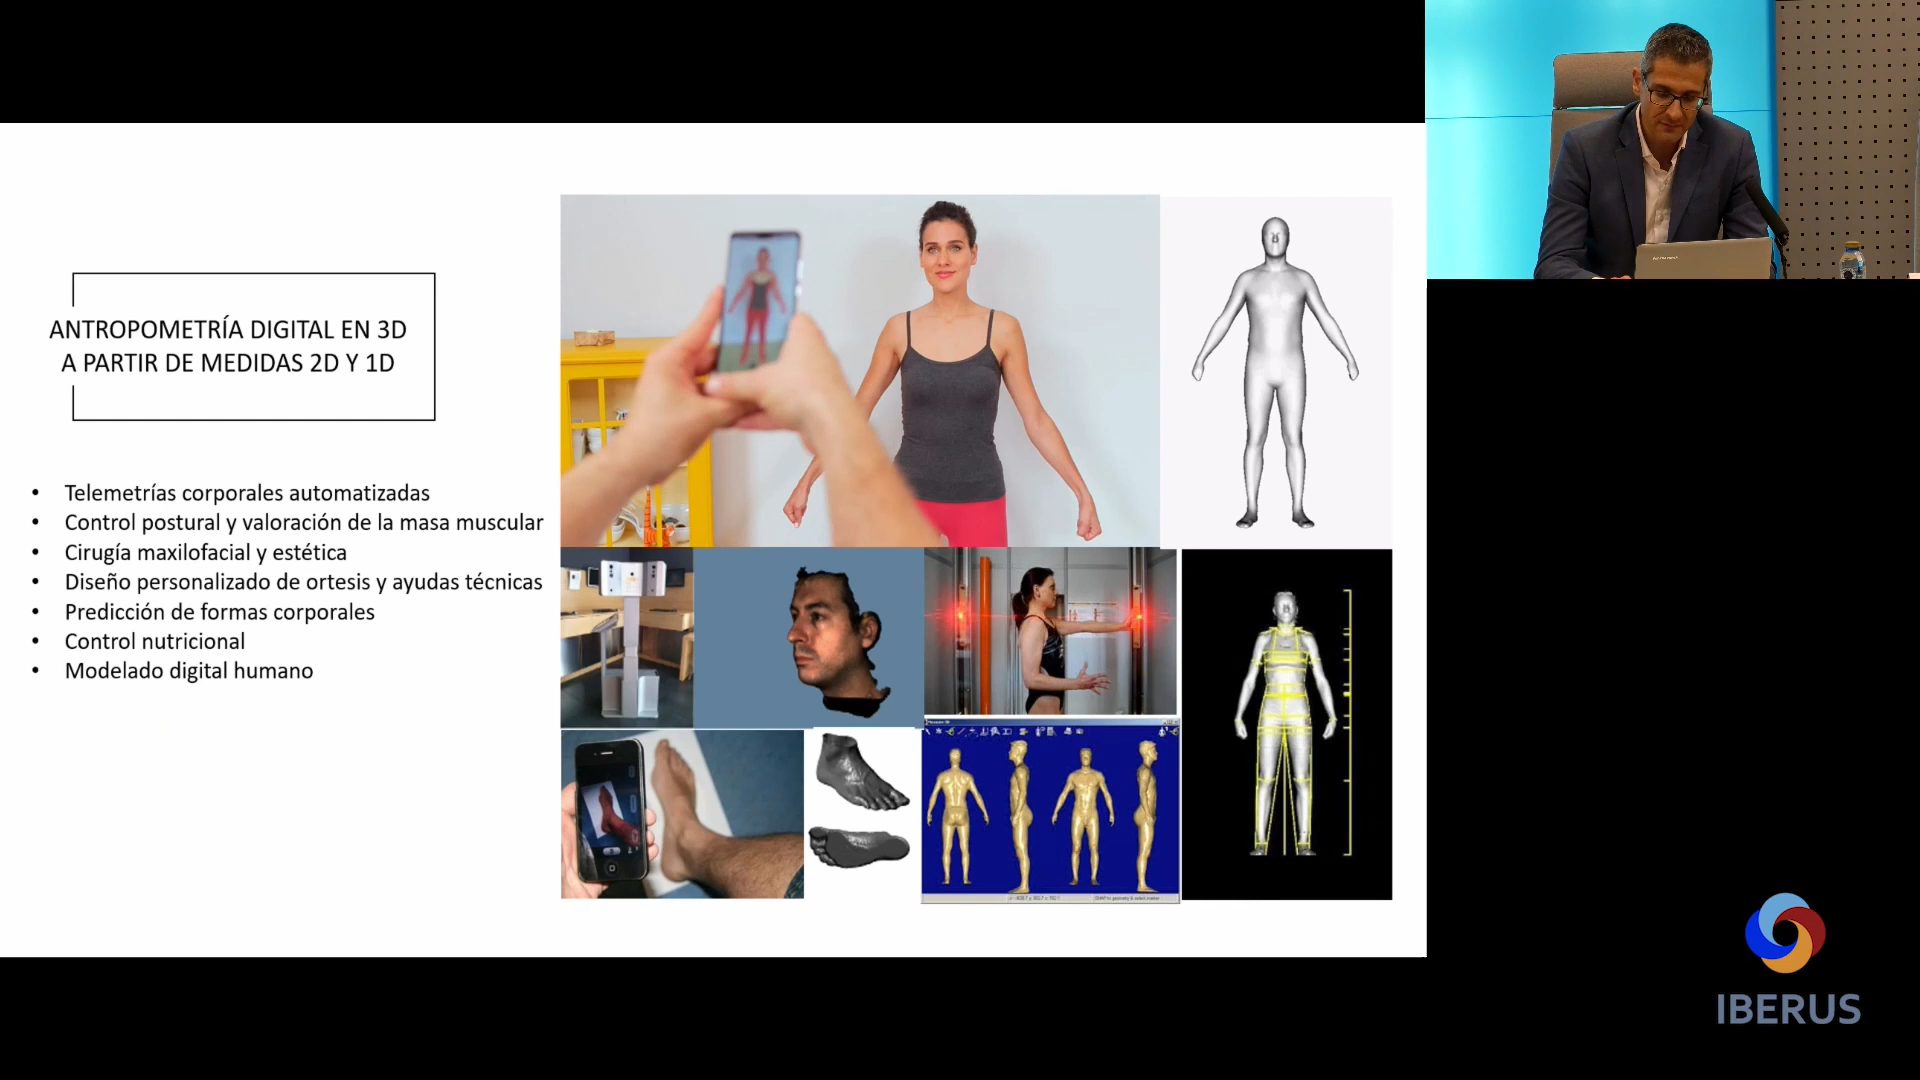 ANTROPOMETRÍA DIGITAL EN 3D
A PARTIR DE MEDIDAS 2D Y 1D
• Telemetrías corporales automatizadas
• Control postural y valoración de la masa muscular
• Cirugía maxilofacial y estética
• Diseño personalizado de ortesis y ayudas técnicas
• Predicción de formas corporales
• Control nutricional
• Modelado digital humano
IBERUS